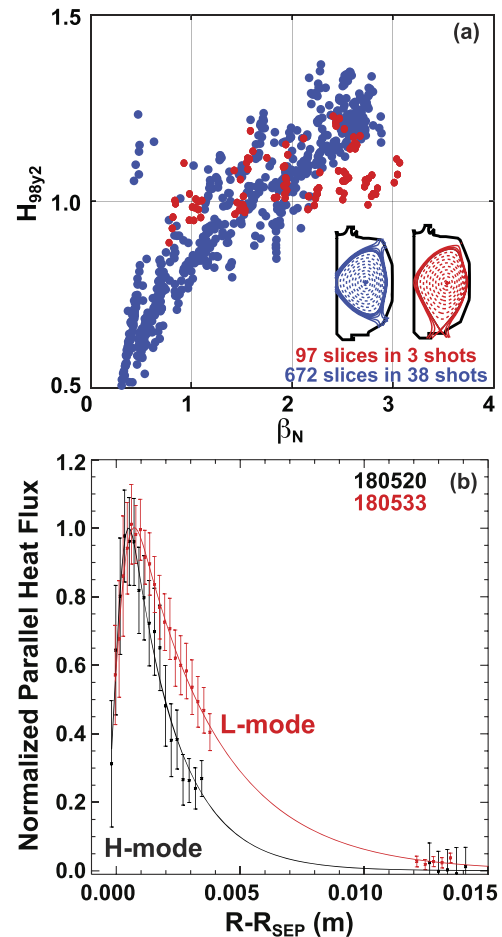 1.5
(a)
H98y2
1.0
97 slices in 3 shots
672 slices in 38 shots
0.5
0 1 2 3 4
βN
1.2
180520 (b)
180533
Normalized Parallel Heat Flux
1.0
0.8
0.6
L-mode
0.4
0.2
H-mode
0.0
0.000 0.005 0.010 0.015
R-RSEP (m)